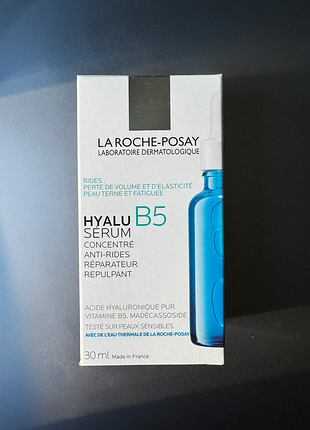 LA ROCHE-POSAY
LABORATOIRE DERMATOLOGIQUE
RIDES .
PERTE DE VOLUME ET D'ÉLASTICITÉ
PEAU TERNE ET FATIGUÉE
HYALU B5
SÉRUM
CONCENTRÉ
ANTI-RIDES
RÉPARATEUR
REPULPANT
ACIDE HYALURONIQUE PUR
VITAMINE B5. MADÉCASSOSIDE
TESTÉ SUR PEAUX SENSIBLES
AVEC DE L'EAU THERMALE DE LA ROCHE-POSAY
30 ml Made in France